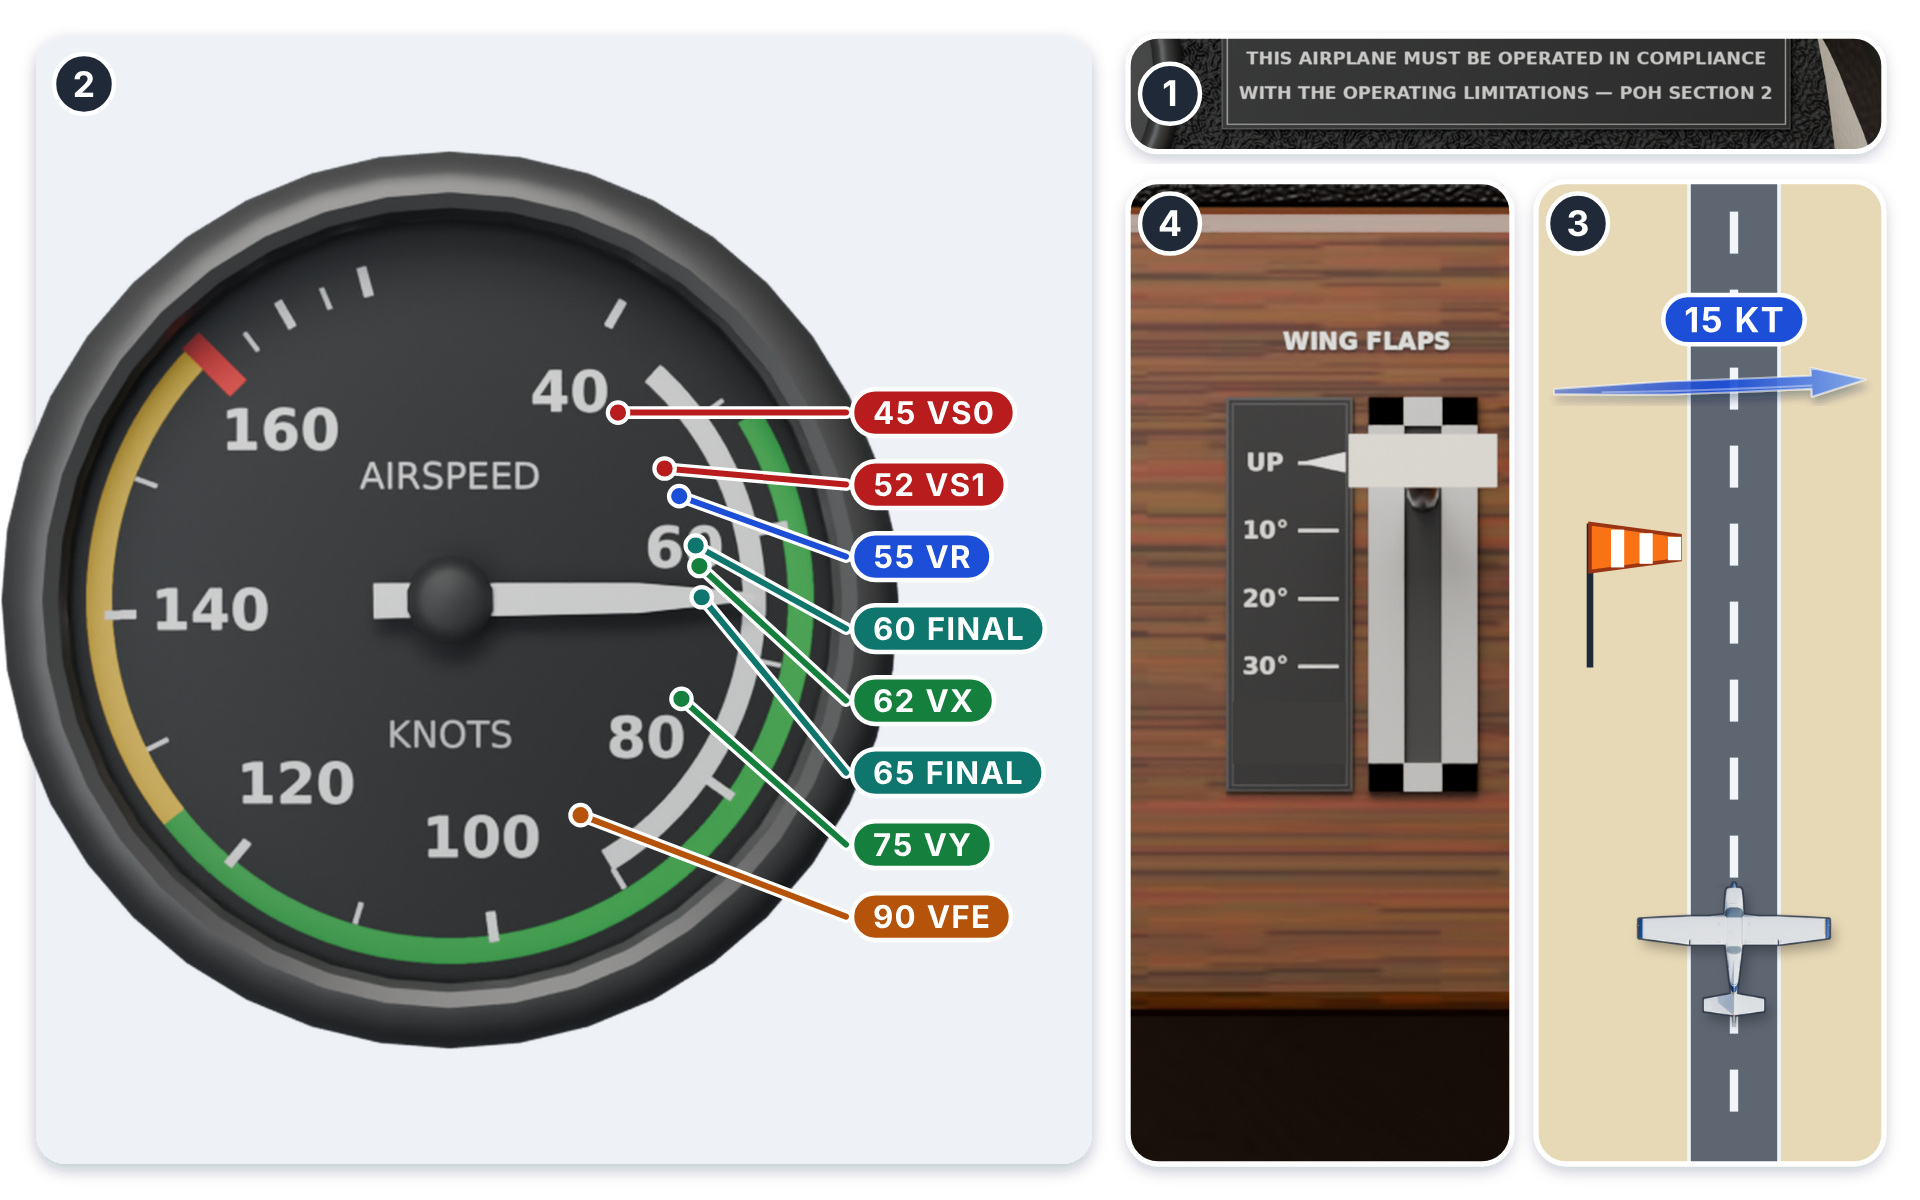 2
40
160
AIRSPEED
60
140
KNOTS
80
120
100
45 VS0
52 VS1
55 VR
60 FINAL
62 VX
65 FINAL
75 VY
90 VFE
1
THIS AIRPLANE MUST BE OPERATED IN COMPLIANCE
WITH THE OPERATING LIMITATIONS — POH SECTION 2
4
WING FLAPS
UP
10°
20°
30°
3
15 KT